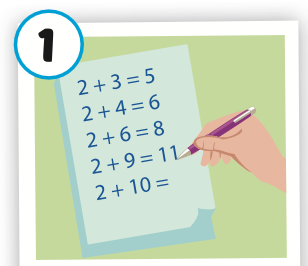 1
2 + 3 = 5
2 + 4 = 6
2 + 6 = 8
2 + 9 = 11
2 + 10 =